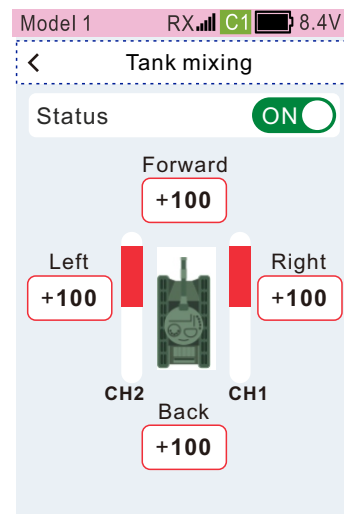 Model 1 RX C1 8.4V
< Tank mixing
Status ON
Forward
+100
Left Right
+100 +100
CH2 CH1
Back
+100